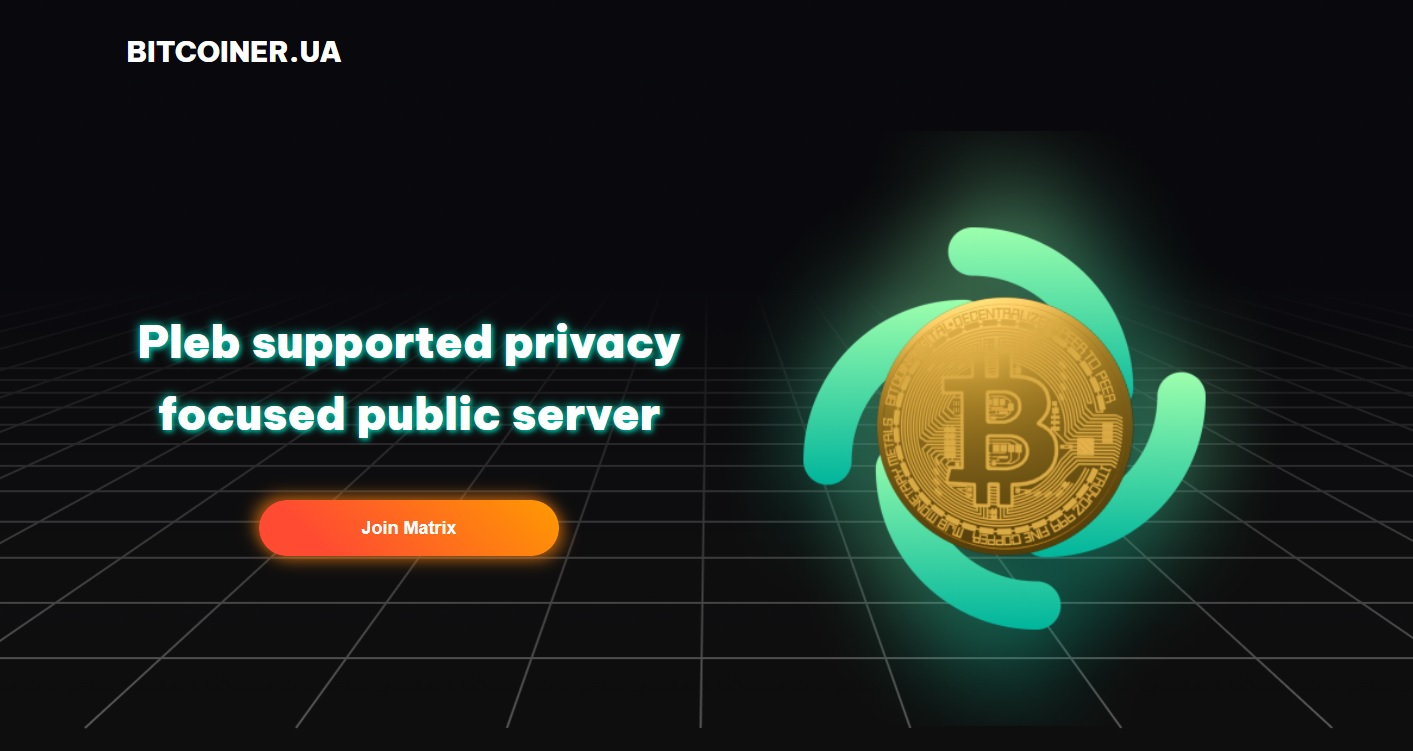 BITCOINER.UA
Pleb supported privacy
focused public server
Join Matrix